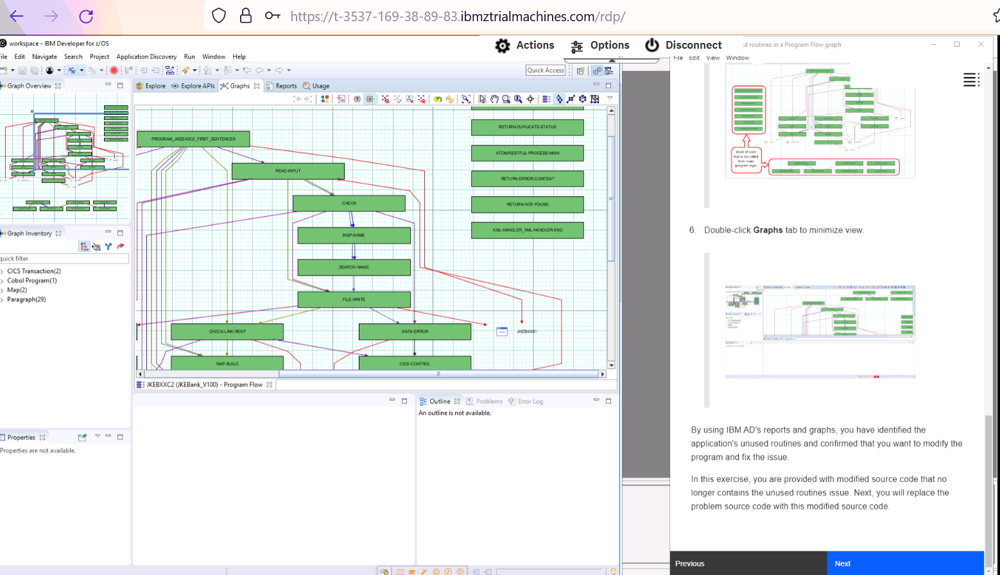 https://t-3537-169-38-89-83.ibmztrialmachines.com/rdp/
workspace - IBM Developer for z/OS
Actions
Options
Disconnect
d routines in a Program Flow graph
ile Edit Navigate Search Project Application Discovery Run Window Help
File Edit View Window
Quick Access
Graph Overview
Explore
Explore APIs
Graphs
Reports
Usage
PROGRAM_JKEBXXC2_FIRST_SENTENCES
READ-INPUT
CHECK
INSP-NAME
SEARCH-NAME
FILE-WRITE
CHECK-LINK-RESP
DATA-ERROR
JKEBXXS1
MAP-BUILD
CICS-CONTROL
RETURN-DUPLICATE-STATUS
ATOMRESTFUL-PROCESS-MAIN
RETURN-ERROR-CONTENT
RETURN-NOT-FOUND
XML-HANDLER_XML-HANDLER-END
JKEBXXC2 (JKEBank_V100) - Program Flow
Graph Inventory
quick filter
CICS Transaction(2)
Cobol Program(1)
Map(2)
Paragraph(29)
Properties
Properties are not available.
Outline
Problems
Error Log
An outline is not available.
Block of code
that is not called
from main
program logic
6. Double-click Graphs tab to minimize view.
By using IBM AD's reports and graphs, you have identified the
application's unused routines and confirmed that you want to modify the
program and fix the issue.
In this exercise, you are provided with modified source code that no
longer contains the unused routines issue. Next, you will replace the
problem source code with this modified source code.
Previous
Next